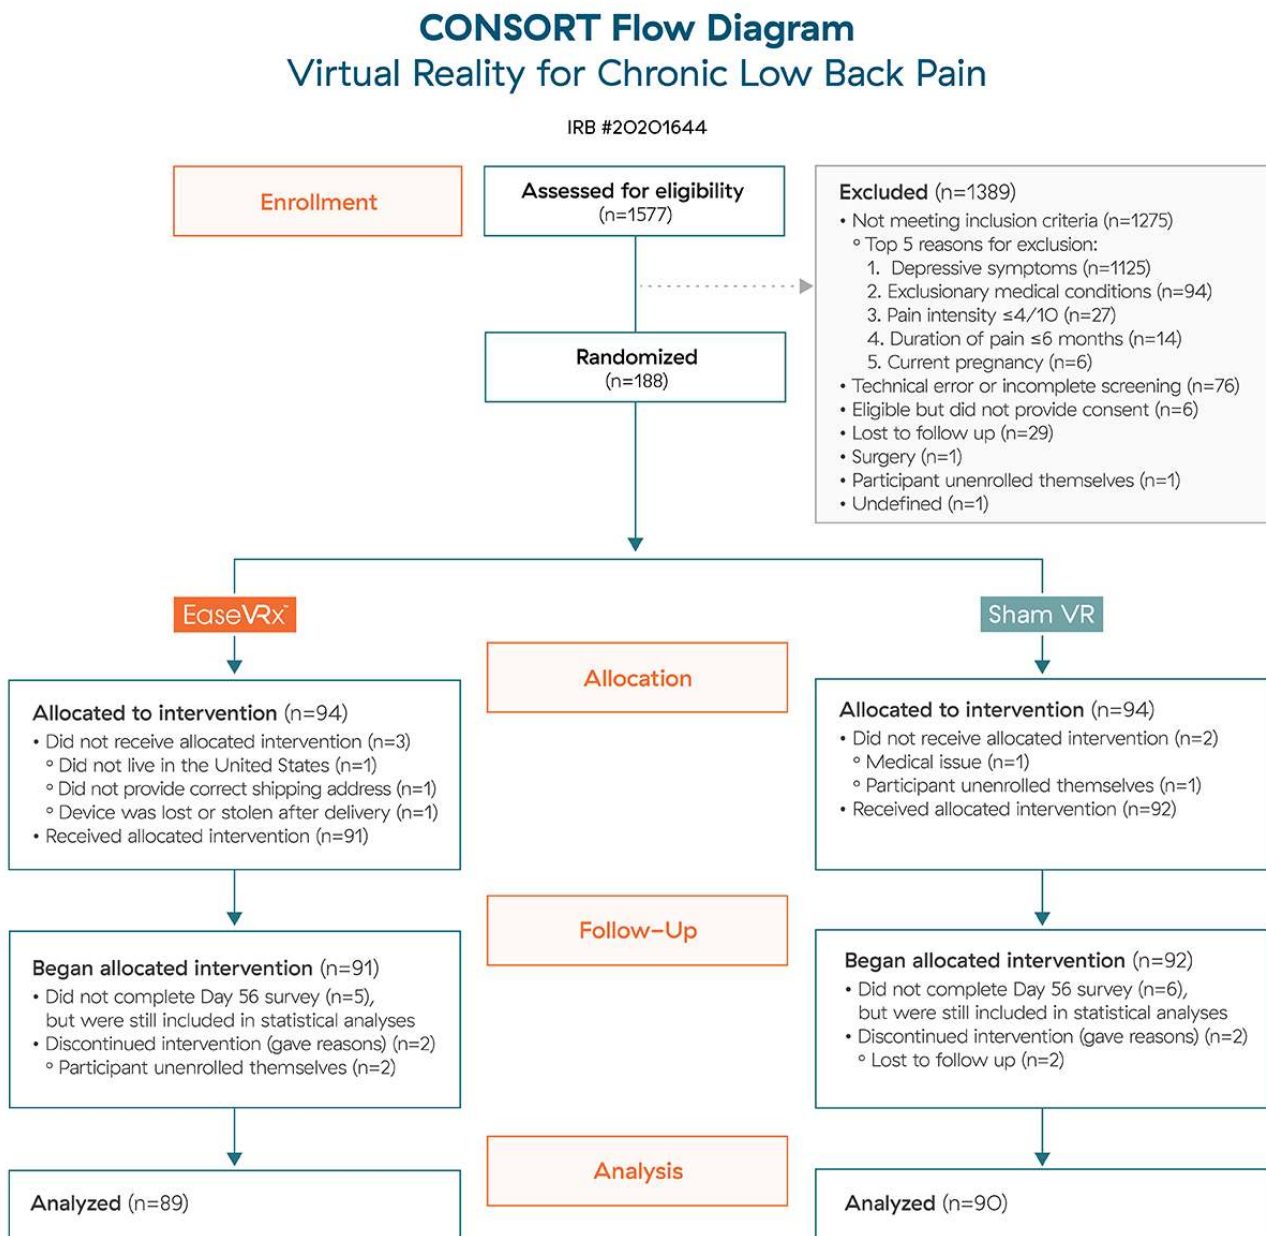 CONSORT Flow Diagram
Virtual Reality for Chronic Low Back Pain
IRB #20201644
Enrollment
Assessed for eligibility
(n=1577)
Excluded (n=1389)
• Not meeting inclusion criteria (n=1275)
° Top 5 reasons for exclusion:
1. Depressive symptoms (n=1125)
2. Exclusionary medical conditions (n=94)
3. Pain intensity ≤4/10 (n=27)
4. Duration of pain ≤6 months (n=14)
5. Current pregnancy (n=6)
• Technical error or incomplete screening (n=76)
• Eligible but did not provide consent (n=6)
• Lost to follow up (n=29)
• Surgery (n=1)
• Participant unenrolled themselves (n=1)
• Undefined (n=1)
Randomized
(n=188)
EaseVRx™
Sham VR
Allocation
Allocated to intervention (n=94)
• Did not receive allocated intervention (n=3)
° Did not live in the United States (n=1)
° Did not provide correct shipping address (n=1)
° Device was lost or stolen after delivery (n=1)
• Received allocated intervention (n=91)
Allocated to intervention (n=94)
• Did not receive allocated intervention (n=2)
° Medical issue (n=1)
° Participant unenrolled themselves (n=1)
• Received allocated intervention (n=92)
Follow-Up
Began allocated intervention (n=91)
• Did not complete Day 56 survey (n=5),
but were still included in statistical analyses
• Discontinued intervention (gave reasons) (n=2)
° Participant unenrolled themselves (n=2)
Began allocated intervention (n=92)
• Did not complete Day 56 survey (n=6),
but were still included in statistical analyses
• Discontinued intervention (gave reasons) (n=2)
° Lost to follow up (n=2)
Analysis
Analyzed (n=89)
Analyzed (n=90)